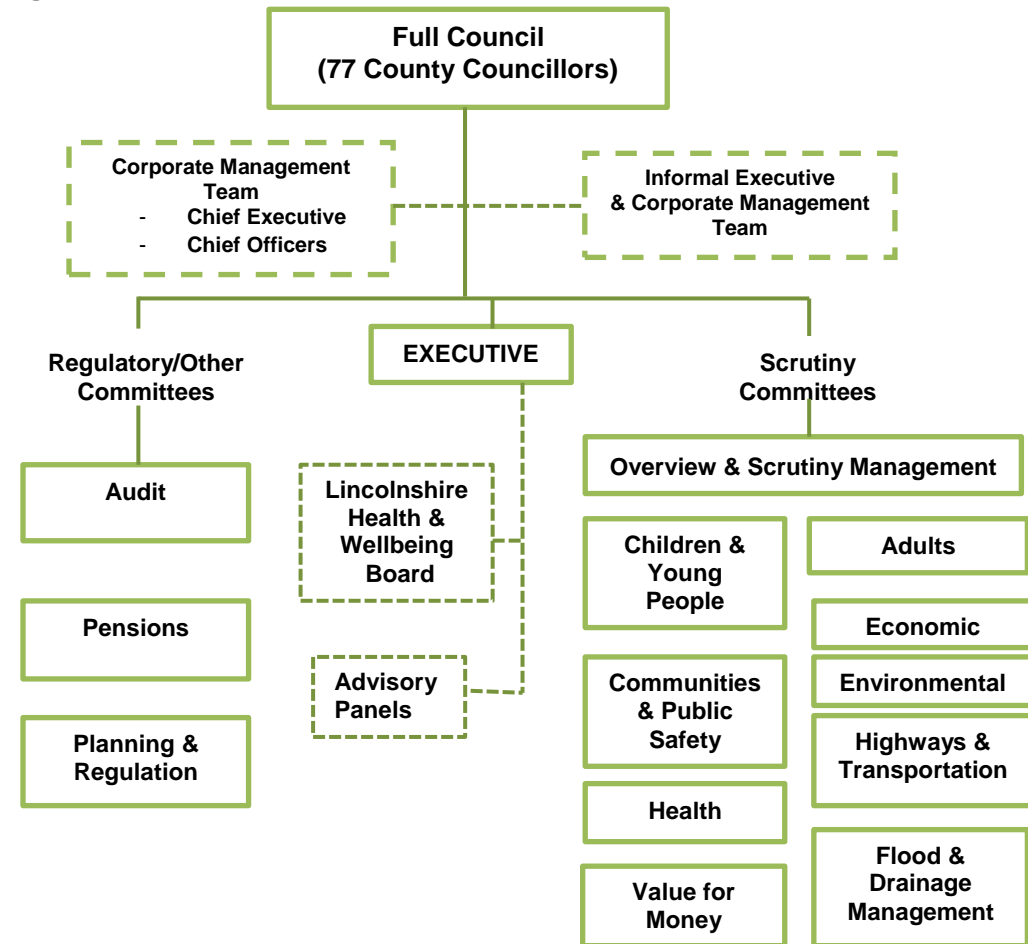 Full Council
(77 County Councillors)
Corporate Management
Team
- Chief Executive
- Chief Officers
Informal Executive
& Corporate Management
Team
Regulatory/Other
Committees
EXECUTIVE
Scrutiny
Committees
Audit
Pensions
Planning &
Regulation
Lincolnshire
Health &
Wellbeing
Board
Advisory
Panels
Overview & Scrutiny Management
Children &
Young
People
Adults
Economic
Communities
& Public
Safety
Environmental
Highways &
Transportation
Health
Value for
Money
Flood &
Drainage
Management